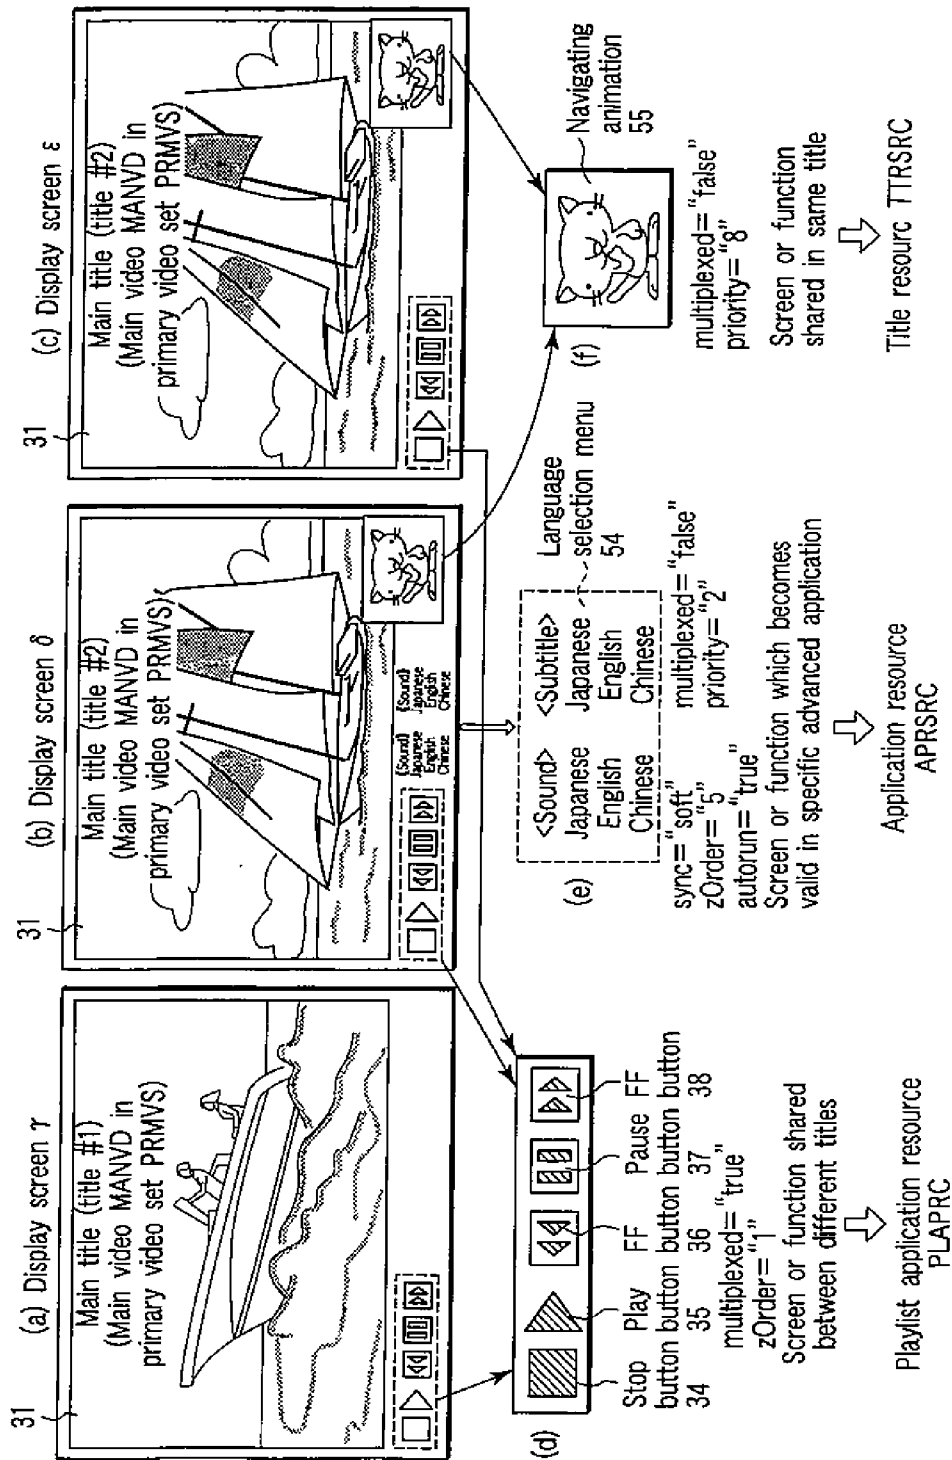 (a) Display screen γ
31
Main title (title #1)
(Main video MANVD in
primary video set PRMVS)
(b) Display screen δ
31
Main title (title #2)
(Main video MANVD in
primary video set PRMVS)
(Sound)
Japanese
English
Chinese
(Sound)
Japanese
English
Chinese
(c) Display screen ε
31
Main title (title #2)
(Main video MANVD in
primary video set PRMVS)
(d)
Stop
button
34
Play
button
35
FF
button
36
Pause
button
37
FF
button
38
multiplexed="true"
zOrder="1"
Screen or function shared
between different titles
Playlist application resource
PLAPRC
(e)
<Sound>
Japanese
English
Chinese
<Subtitle>
Japanese
English
Chinese
Language
selection menu
54
sync="soft"
zOrder="5"
autorun="true"
multiplexed="false"
priority="2"
Screen or function which becomes
valid in specific advanced application
Application resource
APRSRC
(f)
Navigating
animation
55
multiplexed="false"
priority="8"
Screen or function
shared in same title
Title resourc TTRSRC